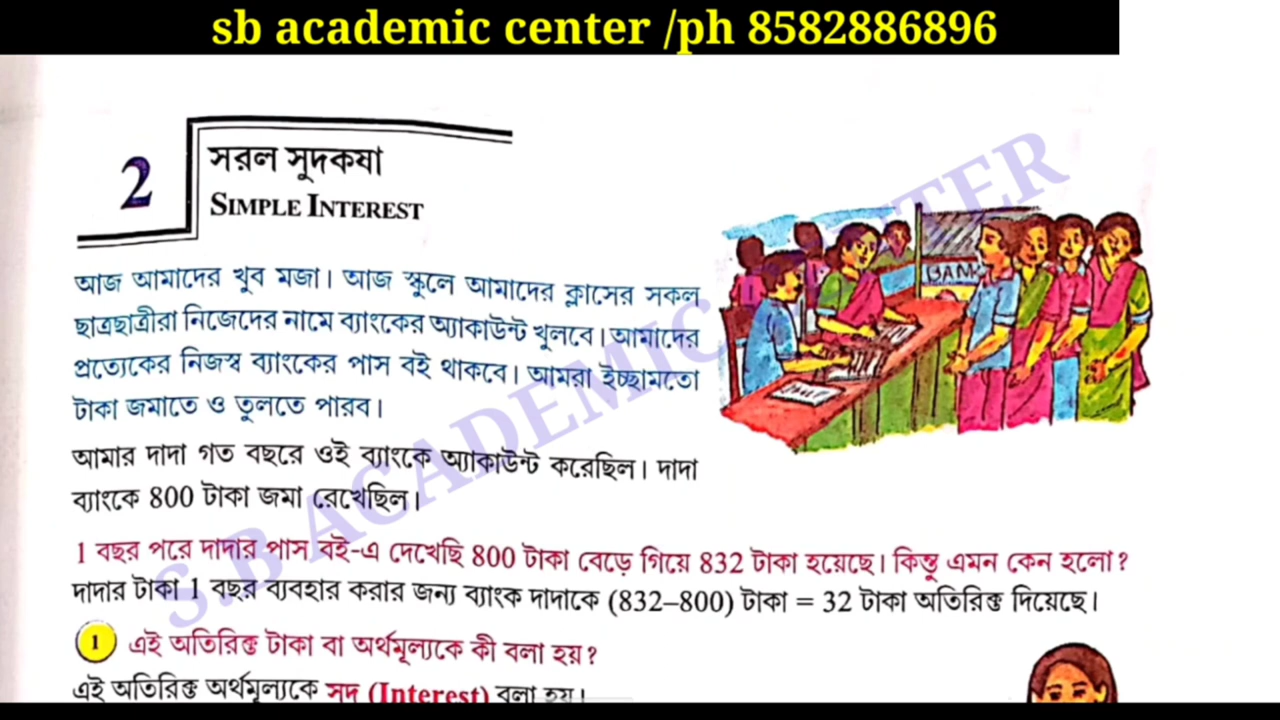 sb academic center /ph 8582886896
2
সরল সুদকষা
SIMPLE INTEREST
আজ আমাদের খুব মজা। আজ স্কুলে আমাদের ক্লাসের সকল
ছাত্রছাত্রীরা নিজেদের নামে ব্যাংকের অ্যাকাউন্ট খুলবে। আমাদের
প্রত্যেকের নিজস্ব ব্যাংকের পাস বই থাকবে। আমরা ইচ্ছামতো
টাকা জমাতে ও তুলতে পারব।
BANK
আমার দাদা গত বছরে ওই ব্যাংকে অ্যাকাউন্ট করেছিল। দাদা
ব্যাংকে 800 টাকা জমা রেখেছিল।
1 বছর পরে দাদার পাস বই-এ দেখেছি 800 টাকা বেড়ে গিয়ে 832 টাকা হয়েছে। কিন্তু এমন কেন হলো?
দাদার টাকা 1 বছর ব্যবহার করার জন্য ব্যাংক দাদাকে (832–800) টাকা = 32 টাকা অতিরিক্ত দিয়েছে।
1 এই অতিরিক্ত টাকা বা অর্থমূল্যকে কী বলা হয়?
এই অতিরিক্ত অর্থমূল্যকে সুদ (Interest) বলা হয়।
S.B ACADEMIC CENTER